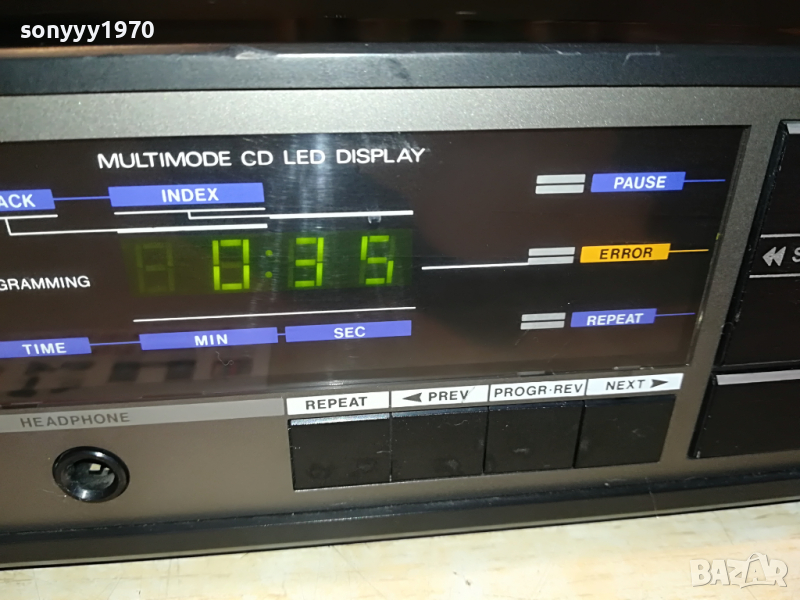 sonyyy1970
MULTIMODE CD LED DISPLAY
ACK INDEX PAUSE
0:35 ERROR
GRAMMING
TIME MIN SEC REPEAT
HEADPHONE
REPEAT PREV PROGR·REV NEXT
BAZAR